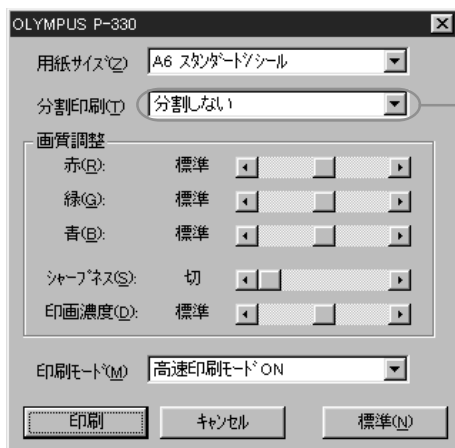 OLYMPUS P-330
用紙サイズ(Z) A6 スタンダード/シール
分割印刷(T) 分割しない
画質調整
赤(R): 標準
緑(G): 標準
青(B): 標準
シャープネス(S): 切
印画濃度(D): 標準
印刷モード(M) 高速印刷モードON
印刷 キャンセル 標準(N)